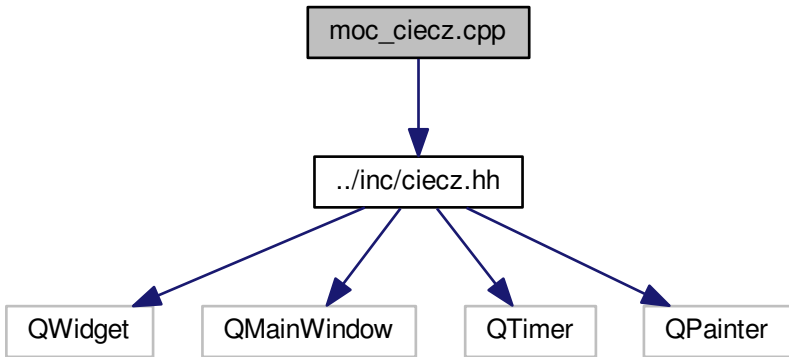 moc_ciecz.cpp
../inc/ciecz.hh
QWidget
QMainWindow
QTimer
QPainter